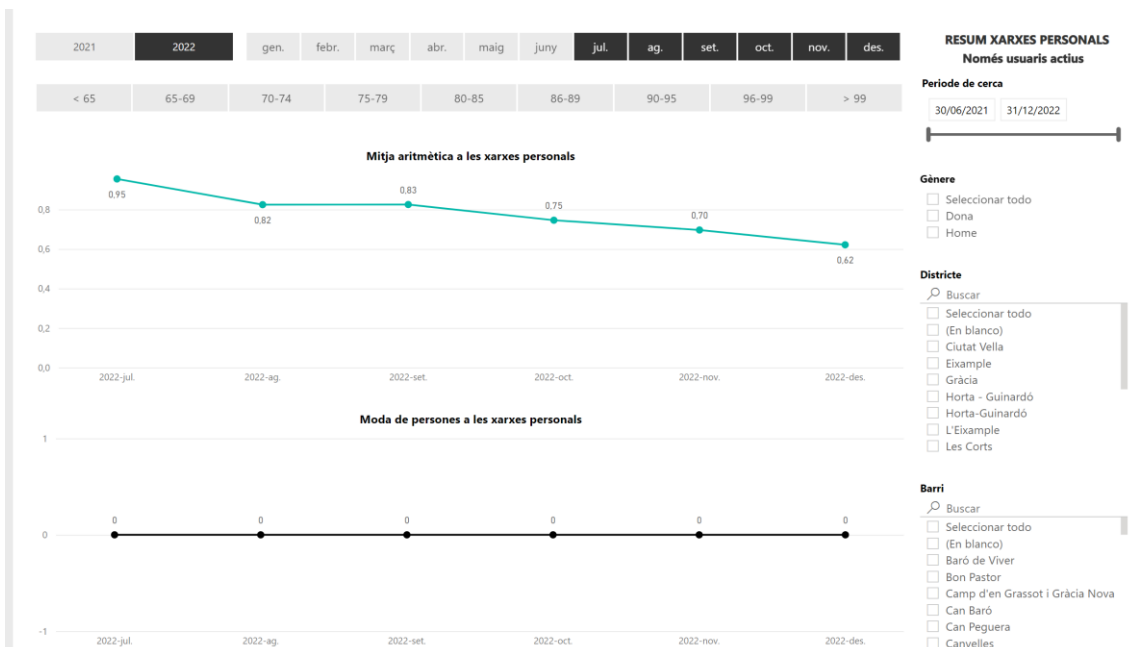 2021 2022 gen. febr. març abr. maig juny jul. ag. set. oct. nov. des.
< 65 65-69 70-74 75-79 80-85 86-89 90-95 96-99 > 99
Mitja aritmètica a les xarxes personals
0,95 0,82 0,83 0,75 0,70 0,62
0,8
0,6
0,4
0,2
0,0
2022-jul. 2022-ag. 2022-set. 2022-oct. 2022-nov. 2022-des.
Moda de persones a les xarxes personals
1
0 0 0 0 0 0
0
-1
2022-jul. 2022-ag. 2022-set. 2022-oct. 2022-nov. 2022-des.
RESUM XARXES PERSONALS
Només usuaris actius
Periode de cerca
30/06/2021 31/12/2022
Gènere
Seleccionar todo
Dona
Home
Districte
Buscar
Seleccionar todo
(En blanco)
Ciutat Vella
Eixample
Gràcia
Horta - Guinardó
Horta-Guinardó
L'Eixample
Les Corts
Barri
Buscar
Seleccionar todo
(En blanco)
Baró de Viver
Bon Pastor
Camp d'en Grassot i Gràcia Nova
Can Baró
Can Peguera
Canyelles